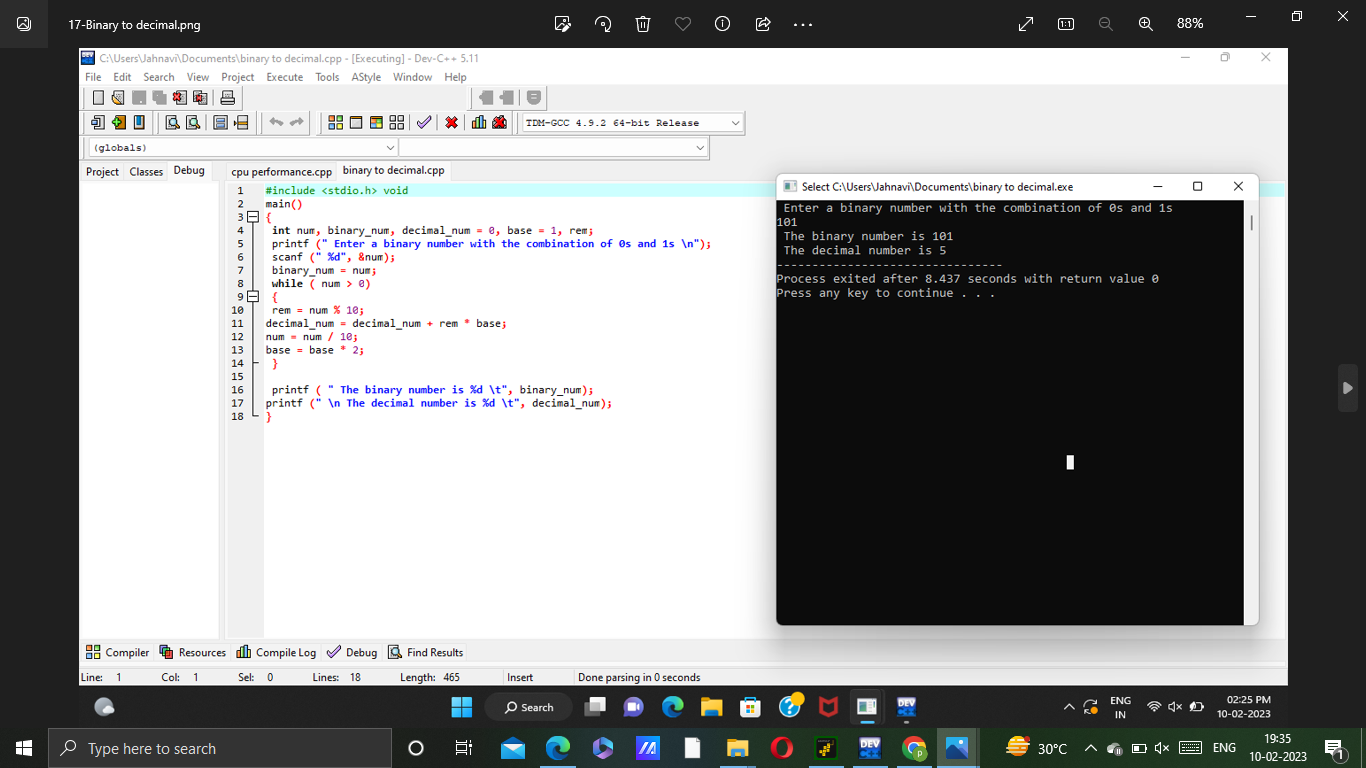 17-Binary to decimal.png
88%
C:\Users\Jahnavi\Documents\binary to decimal.cpp - [Executing] - Dev-C++ 5.11
File Edit Search View Project Execute Tools AStyle Window Help
TDM-GCC 4.9.2 64-bit Release
(globals)
Project Classes Debug
cpu performance.cpp binary to decimal.cpp
1 #include <stdio.h> void
2 main()
3 {
4 int num, binary_num, decimal_num = 0, base = 1, rem;
5 printf (" Enter a binary number with the combination of 0s and 1s \n");
6 scanf (" %d", &num);
7 binary_num = num;
8 while ( num > 0)
9 {
10 rem = num % 10;
11 decimal_num = decimal_num + rem * base;
12 num = num / 10;
13 base = base * 2;
14 }
15
16 printf ( " The binary number is %d \t", binary_num);
17 printf (" \n The decimal number is %d \t", decimal_num);
18 }
Select C:\Users\Jahnavi\Documents\binary to decimal.exe
Enter a binary number with the combination of 0s and 1s
101
The binary number is 101
The decimal number is 5
--------------------------------
Process exited after 8.437 seconds with return value 0
Press any key to continue . . .
Compiler Resources Compile Log Debug Find Results
Line: 1 Col: 1 Sel: 0 Lines: 18 Length: 465 Insert Done parsing in 0 seconds
Search
DEV
ENG
IN
02:25 PM
10-02-2023
Type here to search
DEV
30°C
ENG
19:35
10-02-2023
1